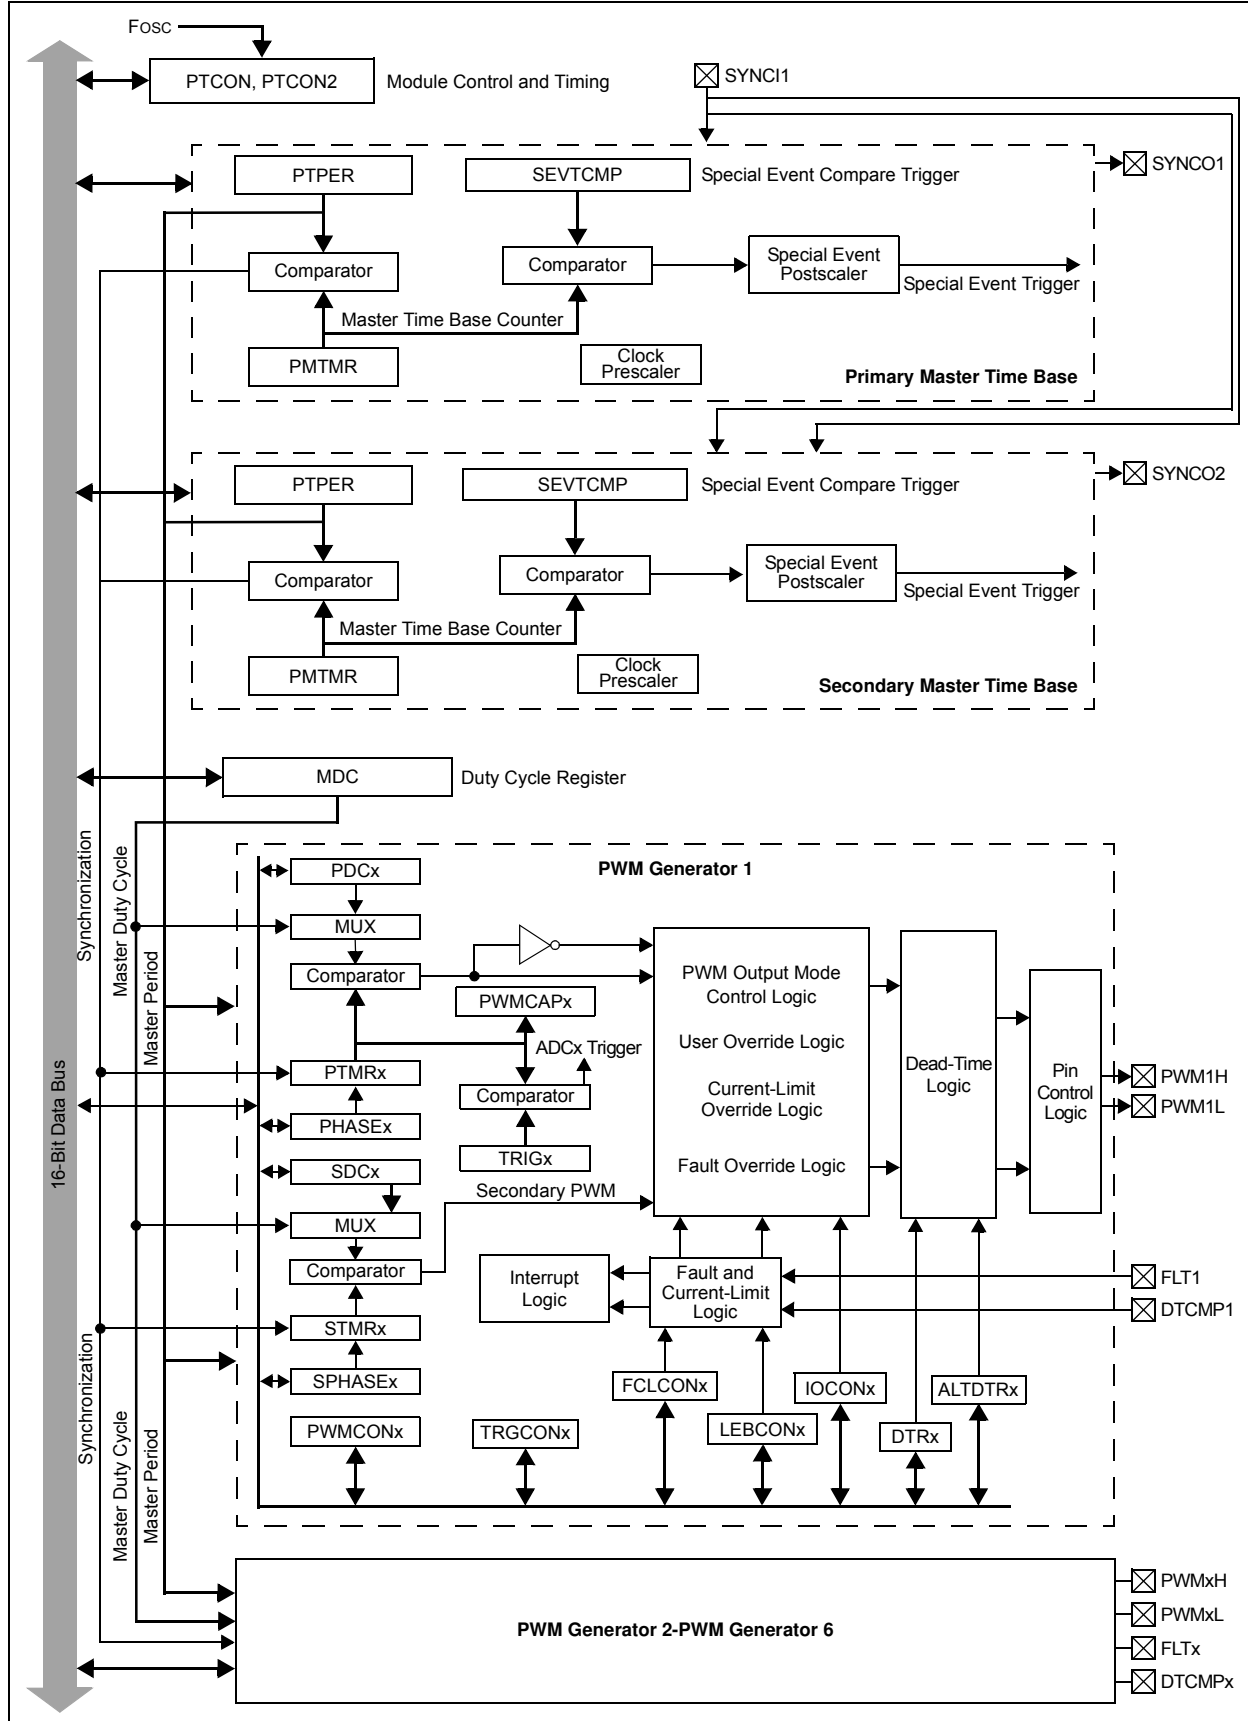 FOSC
PTCON, PTCON2
Module Control and Timing
SYNCI1
PTPER
SEVTCMP
Special Event Compare Trigger
SYNCO1
Comparator
Comparator
Special Event
Postscaler
Special Event Trigger
Master Time Base Counter
PMTMR
Clock
Prescaler
Primary Master Time Base
PTPER
SEVTCMP
Special Event Compare Trigger
SYNCO2
Comparator
Comparator
Special Event
Postscaler
Special Event Trigger
Master Time Base Counter
PMTMR
Clock
Prescaler
Secondary Master Time Base
MDC
Duty Cycle Register
16-Bit Data Bus
Synchronization
Master Duty Cycle
Master Period
PWM Generator 1
PDCx
MUX
Comparator
PWMCAPx
ADCx Trigger
PTMRx
Comparator
PHASEx
TRIGx
SDCx
Secondary PWM
MUX
Comparator
STMRx
SPHASEx
PWMCONx
TRGCONx
PWM Output Mode
Control Logic
User Override Logic
Current-Limit
Override Logic
Fault Override Logic
Dead-Time
Logic
Pin
Control
Logic
PWM1H
PWM1L
Interrupt
Logic
Fault and
Current-Limit
Logic
FLT1
DTCMP1
FCLCONx
LEBCONx
IOCONx
DTRx
ALTDTRx
Synchronization
Master Duty Cycle
Master Period
PWM Generator 2-PWM Generator 6
PWMxH
PWMxL
FLTx
DTCMPx